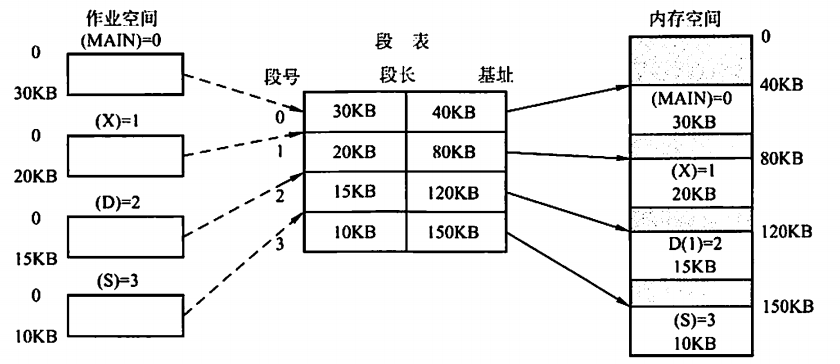 作业空间
(MAIN)=0
0
30KB
(X)=1
0
20KB
(D)=2
0
15KB
(S)=3
0
10KB
段 表
段号 段长 基址
0 30KB 40KB
1 20KB 80KB
2 15KB 120KB
3 10KB 150KB
内存空间
0
40KB
(MAIN)=0
30KB
80KB
(X)=1
20KB
120KB
D(1)=2
15KB
150KB
(S)=3
10KB